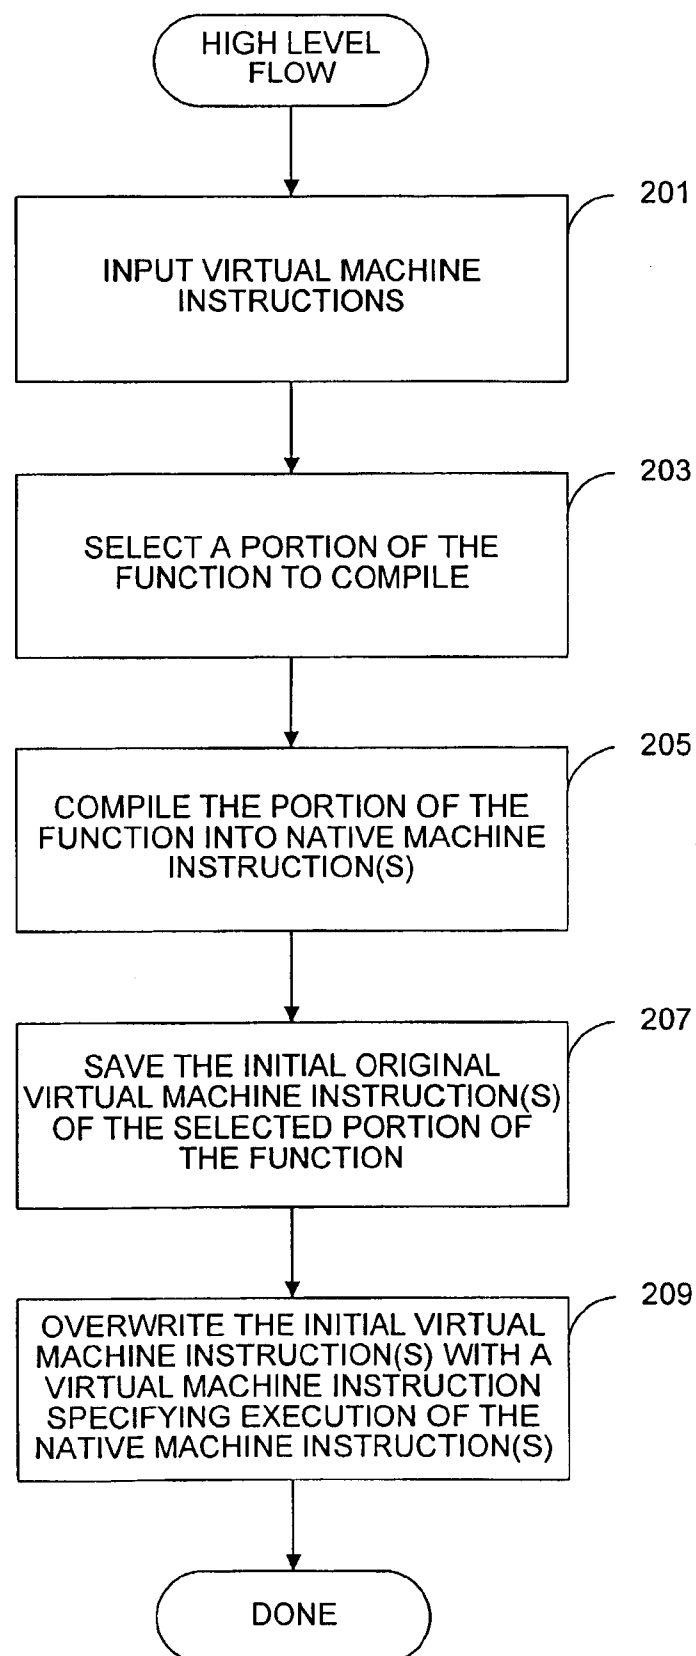 HIGH LEVEL
FLOW
201
INPUT VIRTUAL MACHINE
INSTRUCTIONS
203
SELECT A PORTION OF THE
FUNCTION TO COMPILE
205
COMPILE THE PORTION OF THE
FUNCTION INTO NATIVE MACHINE
INSTRUCTION(S)
207
SAVE THE INITIAL ORIGINAL
VIRTUAL MACHINE INSTRUCTION(S)
OF THE SELECTED PORTION OF
THE FUNCTION
209
OVERWRITE THE INITIAL VIRTUAL
MACHINE INSTRUCTION(S) WITH A
VIRTUAL MACHINE INSTRUCTION
SPECIFYING EXECUTION OF THE
NATIVE MACHINE INSTRUCTION(S)
DONE